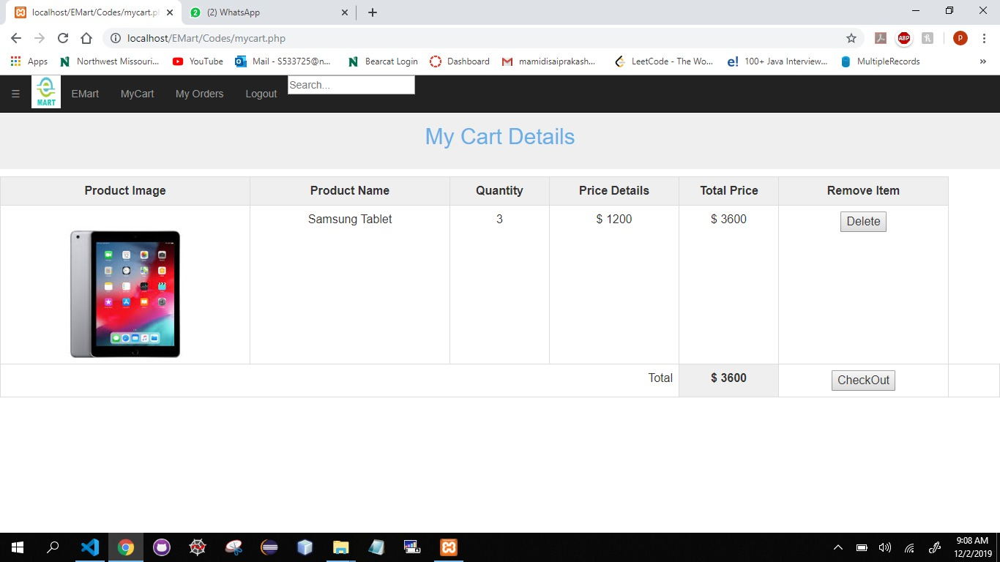 localhost/EMart/Codes/mycart.p
(2) WhatsApp
localhost/EMart/Codes/mycart.php
ABP
p
Apps
Northwest Missouri...
YouTube
Mail - S533725@n...
Bearcat Login
Dashboard
mamidisaiprakash...
LeetCode - The Wo...
100+ Java Interview...
MultipleRecords
»
☰
MART
EMart
MyCart
My Orders
Logout
Search...
My Cart Details
Product Image
Product Name
Quantity
Price Details
Total Price
Remove Item
Samsung Tablet
3
$ 1200
$ 3600
Delete
Total
$ 3600
CheckOut
9:08 AM
12/2/2019